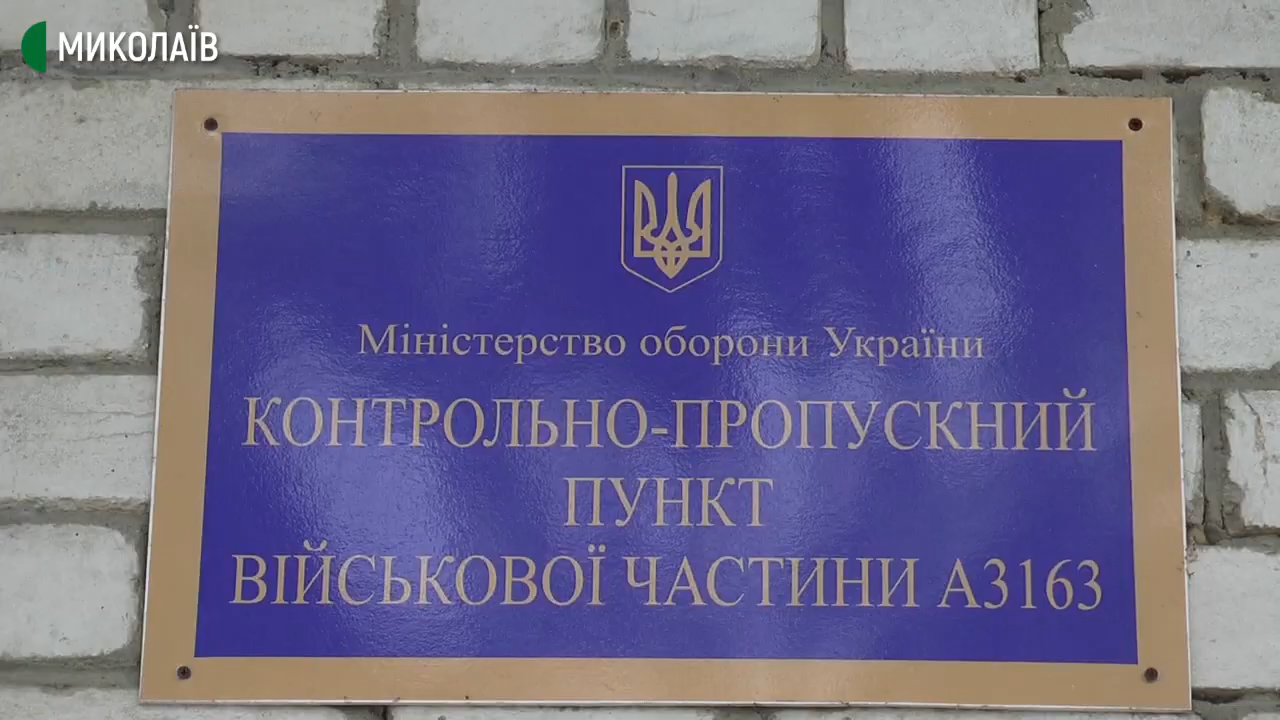 МИКОЛАЇВ
Міністерство оборони України
КОНТРОЛЬНО-ПРОПУСКНИЙ
ПУНКТ
ВІЙСЬКОВОЇ ЧАСТИНИ А3163